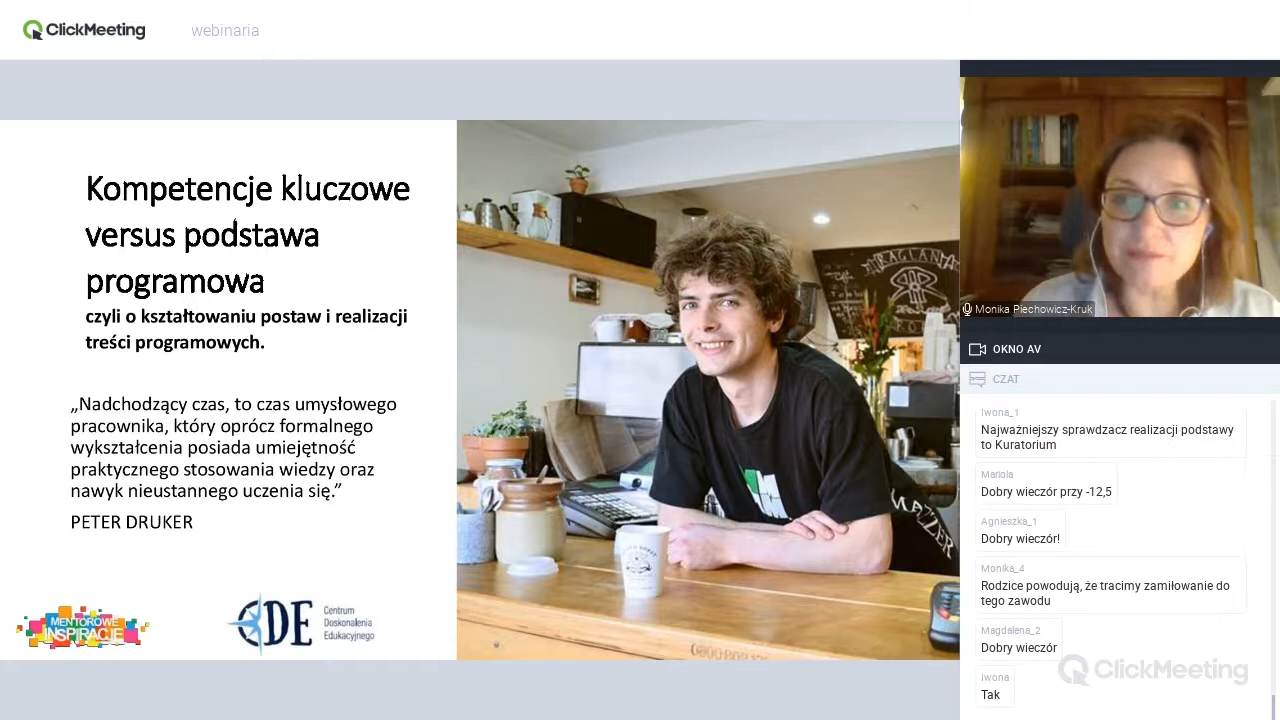 ClickMeeting
webinaria
Kompetencje kluczowe
versus podstawa
programowa
czyli o kształtowaniu postaw i realizacji
treści programowych.
„Nadchodzący czas, to czas umysłowego
pracownika, który oprócz formalnego
wykształcenia posiada umiejętność
praktycznego stosowania wiedzy oraz
nawyk nieustannego uczenia się.”
PETER DRUKER
MENTOROWE
INSPIRACJE
CDE
Centrum
Doskonalenia
Edukacyjnego
RAGLAN
MAZZER
Monika Piechowicz-Kruk
OKNO AV
CZAT
Iwona_1
Najważniejszy sprawdzacz realizacji podstawy
to Kuratorium
Mariola
Dobry wieczór przy -12,5
Agnieszka_1
Dobry wieczór!
Monika_4
Rodzice powodują, że tracimy zamiłowanie do
tego zawodu
Magdalena_2
Dobry wieczór
Iwona
Tak
ClickMeeting